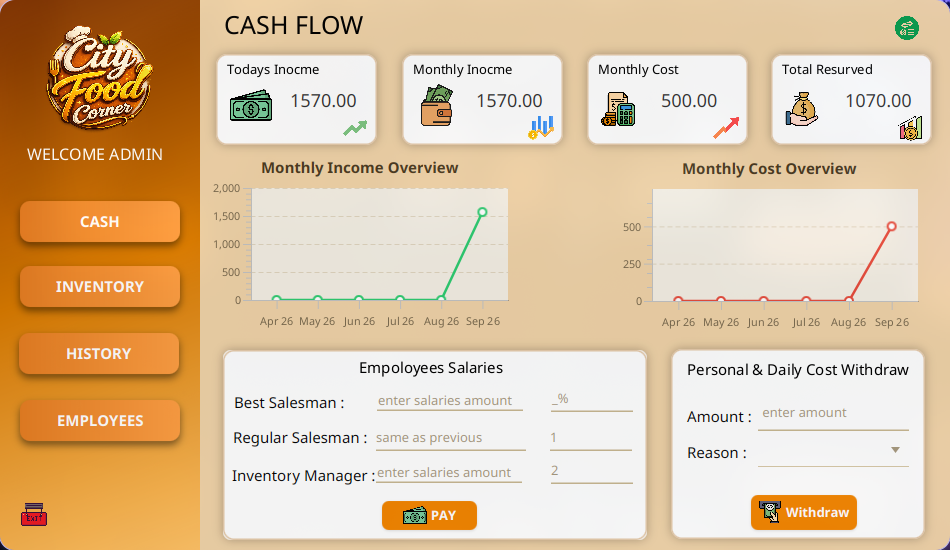 City
Food
Corner
WELCOME ADMIN
CASH
INVENTORY
HISTORY
EMPLOYEES
Exit
CASH FLOW
Todays Inocme
1570.00
Monthly Inocme
1570.00
Monthly Cost
500.00
Total Resurved
1070.00
Monthly Income Overview
2,000
1,500
1,000
500
0
Apr 26 May 26 Jun 26 Jul 26 Aug 26 Sep 26
Monthly Cost Overview
500
250
0
Apr 26 May 26 Jun 26 Jul 26 Aug 26 Sep 26
Empoloyees Salaries
Best Salesman : enter salaries amount _%
Regular Salesman : same as previous 1
Inventory Manager : enter salaries amount 2
PAY
Personal & Daily Cost Withdraw
Amount : enter amount
Reason :
Withdraw